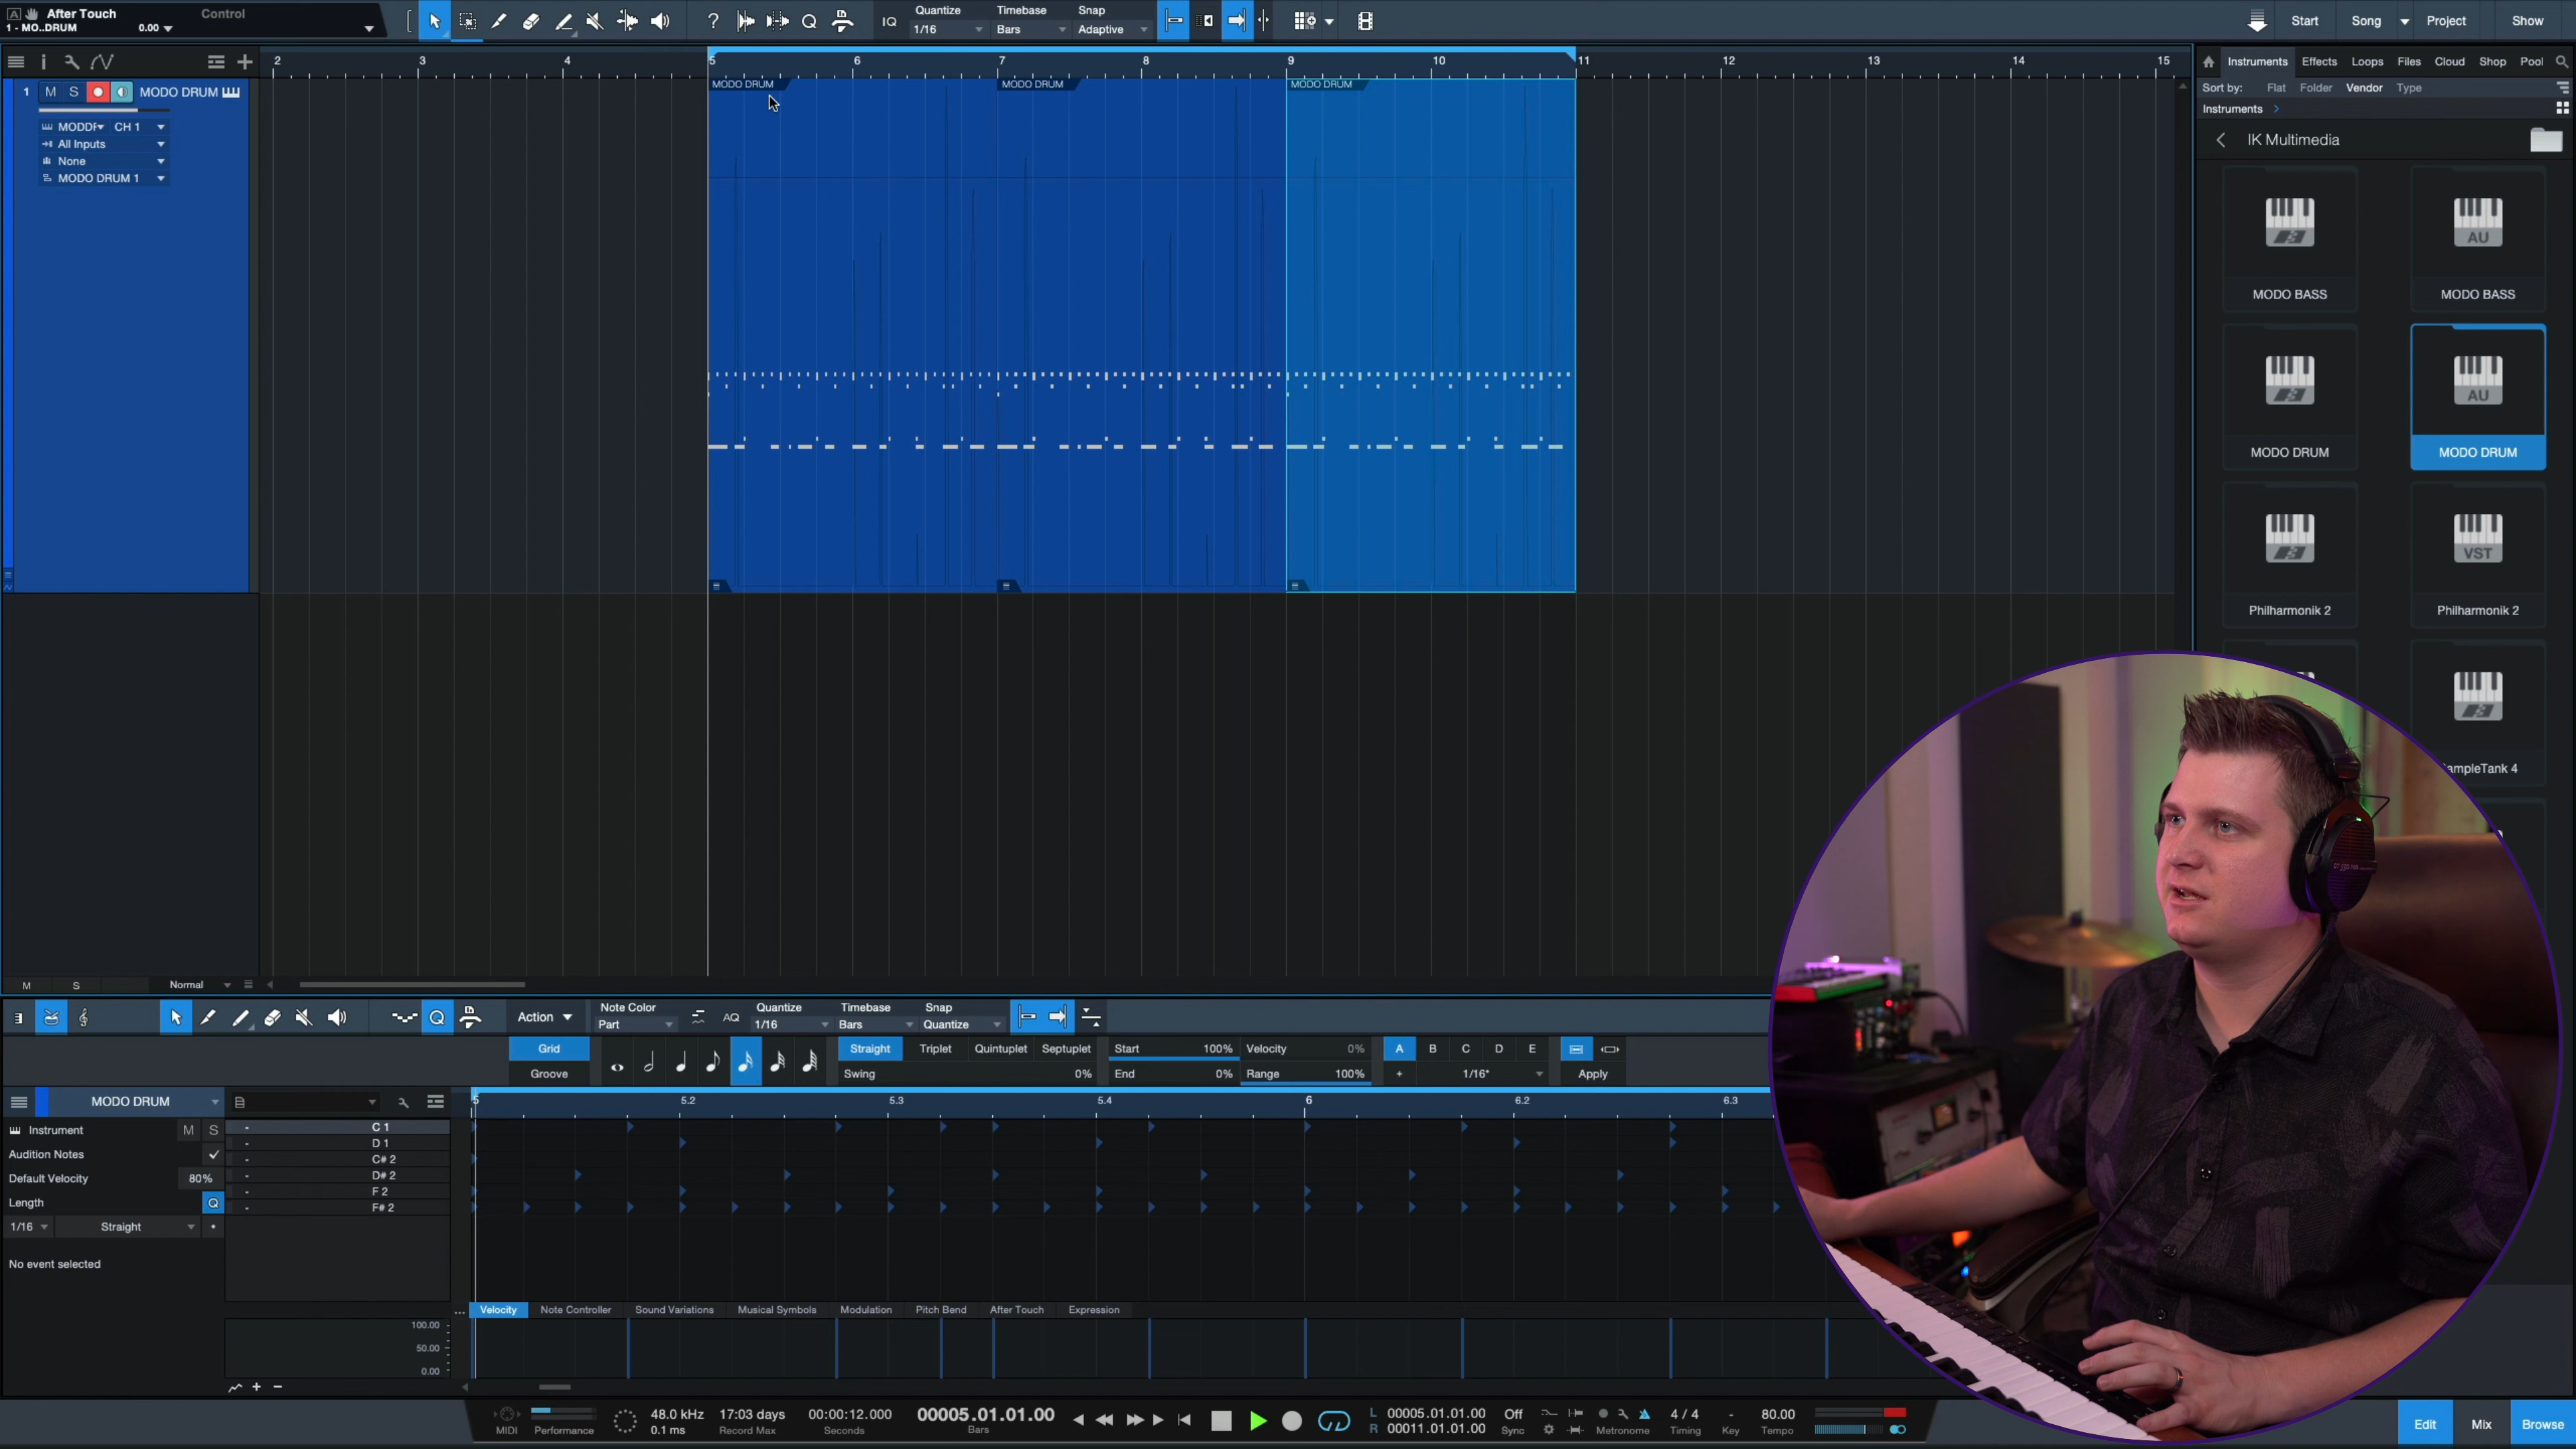 After Touch
1 - MO..DRUM
0.00
Control
IQ
Quantize
1/16
Timebase
Bars
Snap
Adaptive
Start
Song
Project
Show
2 3 4 5 6 7 8 9 10 11 12 13 14 15
1 M S MODO DRUM
CH 1
All Inputs
None
MODO DRUM 1
MODO DRUM
MODO DRUM
MODO DRUM
Instruments Effects Loops Files Cloud Shop Pool
Sort by: Flat Folder Vendor Type
Instruments
IK Multimedia
MODO BASS
AU
MODO BASS
MODO DRUM
AU
MODO DRUM
Philharmonik 2
VST
Philharmonik 2
ampleTank 4
M S Normal
Action
Note Color
Part
AQ
Quantize
1/16
Timebase
Bars
Snap
Quantize
Grid
Groove
Straight Triplet Quintuplet Septuplet
Swing 0%
Start 100%
End 0%
Velocity 0%
Range 100%
A B C D E
+ 1/16*
Apply
MODO DRUM
5 5.2 5.3 5.4 6 6.2 6.3
Instrument M S
Audition Notes
Default Velocity 80%
Length Q
1/16 Straight
No event selected
- C 1
- D 1
- C# 2
- D# 2
- F 2
- F# 2
Velocity Note Controller Sound Variations Musical Symbols Modulation Pitch Bend After Touch Expression
100.00
50.00
0.00
MIDI
Performance
48.0 kHz
0.1 ms
17:03 days
Record Max
00:00:12.000
Seconds
00005.01.01.00
Bars
L 00005.01.01.00
R 00011.01.01.00
Off
Sync
Metronome
4 / 4
Timing
-
Key
80.00
Tempo
Edit
Mix
Browse